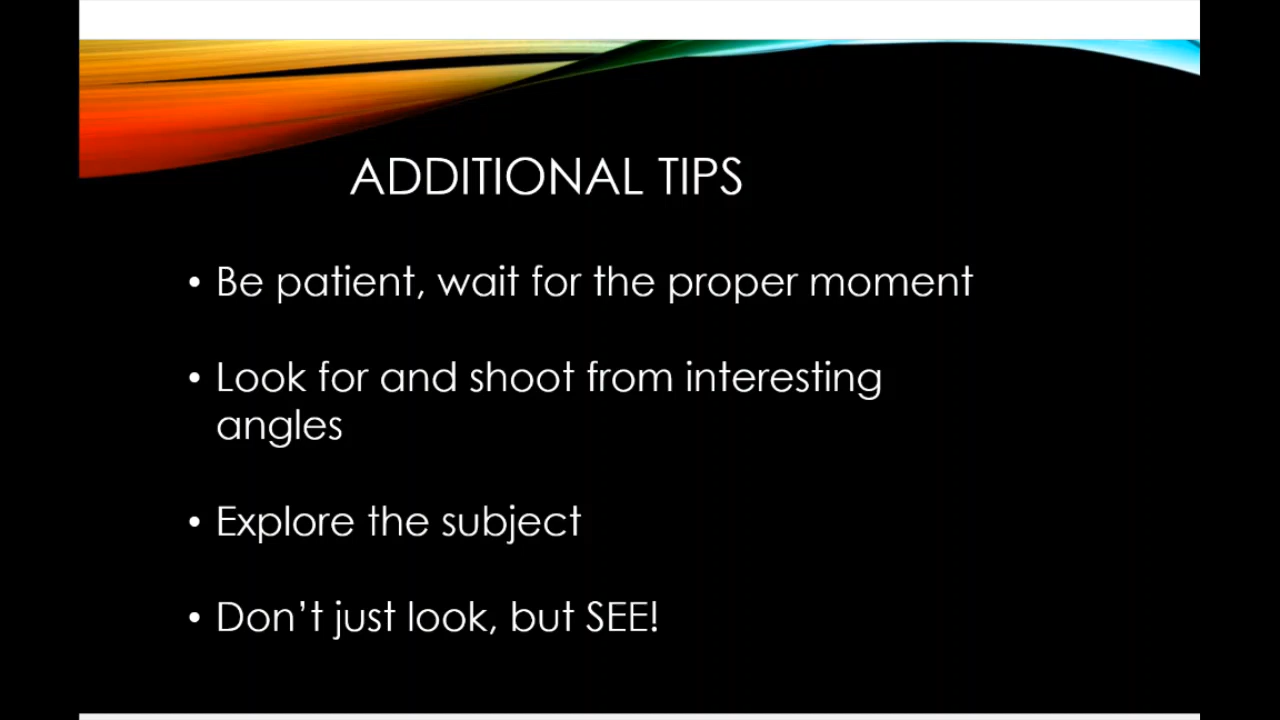 ADDITIONAL TIPS
• Be patient, wait for the proper moment
• Look for and shoot from interesting
angles
• Explore the subject
• Don’t just look, but SEE!